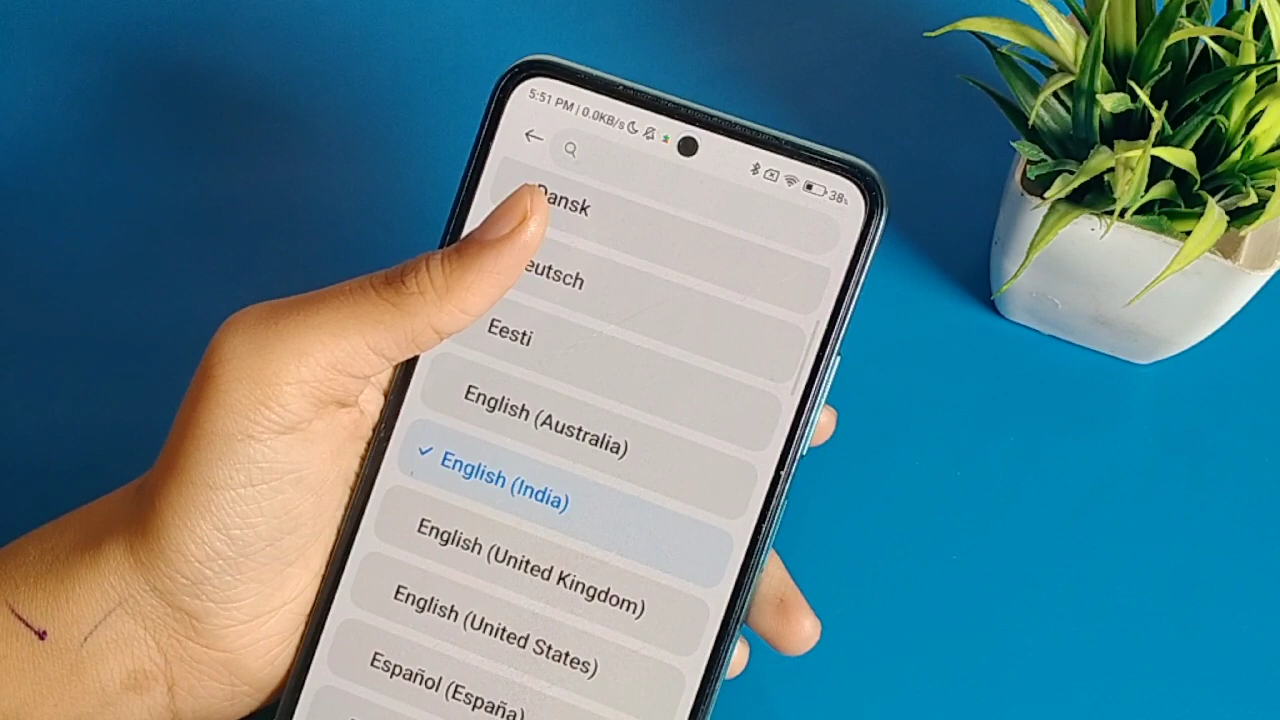 5:51 PM | 0.0KB/s
38%
Dansk
eutsch
Eesti
English (Australia)
English (India)
English (United Kingdom)
English (United States)
Español (España)